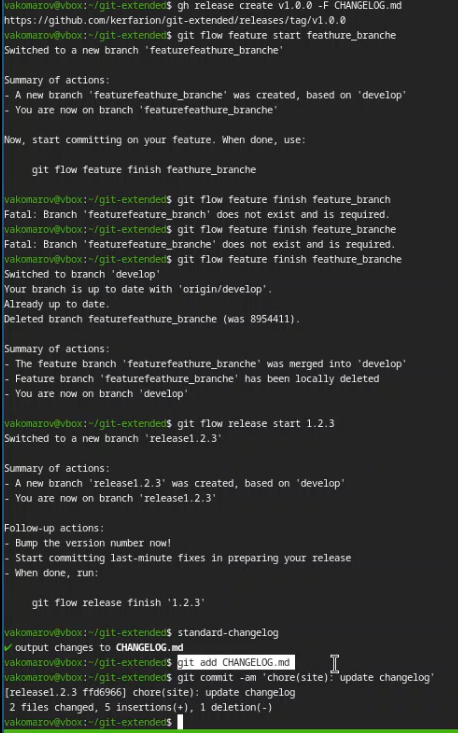 vakomarov@vbox:~/git-extended$ gh release create v1.0.0 -F CHANGELOG.md
https://github.com/kerfarion/git-extended/releases/tag/v1.0.0
vakomarov@vbox:~/git-extended$ git flow feature start feathure_branche
Switched to a new branch 'featurefeathure_branche'
Summary of actions:
- A new branch 'featurefeathure_branche' was created, based on 'develop'
- You are now on branch 'featurefeathure_branche'
Now, start committing on your feature. When done, use:
git flow feature finish feathure_branche
vakomarov@vbox:~/git-extended$ git flow feature finish feature_branch
Fatal: Branch 'featurefeature_branch' does not exist and is required.
vakomarov@vbox:~/git-extended$ git flow feature finish feature_branche
Fatal: Branch 'featurefeature_branche' does not exist and is required.
vakomarov@vbox:~/git-extended$ git flow feature finish feathure_branche
Switched to branch 'develop'
Your branch is up to date with 'origin/develop'.
Already up to date.
Deleted branch featurefeathure_branche (was 8954411).
Summary of actions:
- The feature branch 'featurefeathure_branche' was merged into 'develop'
- Feature branch 'featurefeathure_branche' has been locally deleted
- You are now on branch 'develop'
vakomarov@vbox:~/git-extended$ git flow release start 1.2.3
Switched to a new branch 'release1.2.3'
Summary of actions:
- A new branch 'release1.2.3' was created, based on 'develop'
- You are now on branch 'release1.2.3'
Follow-up actions:
- Bump the version number now!
- Start committing last-minute fixes in preparing your release
- When done, run:
git flow release finish '1.2.3'
vakomarov@vbox:~/git-extended$ standard-changelog
✔ output changes to CHANGELOG.md
vakomarov@vbox:~/git-extended$ git add CHANGELOG.md
vakomarov@vbox:~/git-extended$ git commit -am 'chore(site): update changelog'
[release1.2.3 ffd6966] chore(site): update changelog
2 files changed, 5 insertions(+), 1 deletion(-)
vakomarov@vbox:~/git-extended$